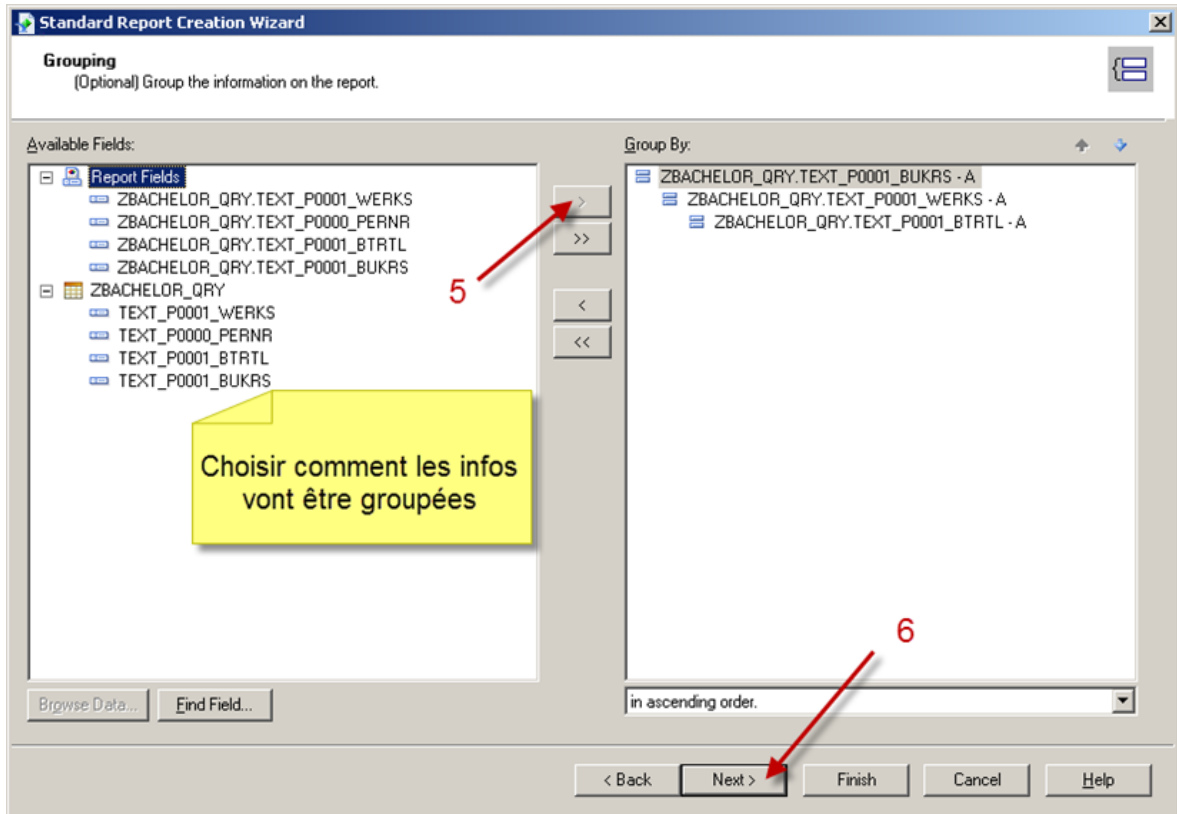 Standard Report Creation Wizard
Grouping
(Optional) Group the information on the report.
Available Fields:
Report Fields
ZBACHELOR_QRY.TEXT_P0001_WERKS
ZBACHELOR_QRY.TEXT_P0000_PERNR
ZBACHELOR_QRY.TEXT_P0001_BTRTL
ZBACHELOR_QRY.TEXT_P0001_BUKRS
ZBACHELOR_QRY
TEXT_P0001_WERKS
TEXT_P0000_PERNR
TEXT_P0001_BTRTL
TEXT_P0001_BUKRS
Choisir comment les infos
vont être groupées
Browse Data...
Find Field...
>
>>
5
<
<<
Group By:
ZBACHELOR_QRY.TEXT_P0001_BUKRS - A
ZBACHELOR_QRY.TEXT_P0001_WERKS - A
ZBACHELOR_QRY.TEXT_P0001_BTRTL - A
6
in ascending order.
< Back
Next >
Finish
Cancel
Help